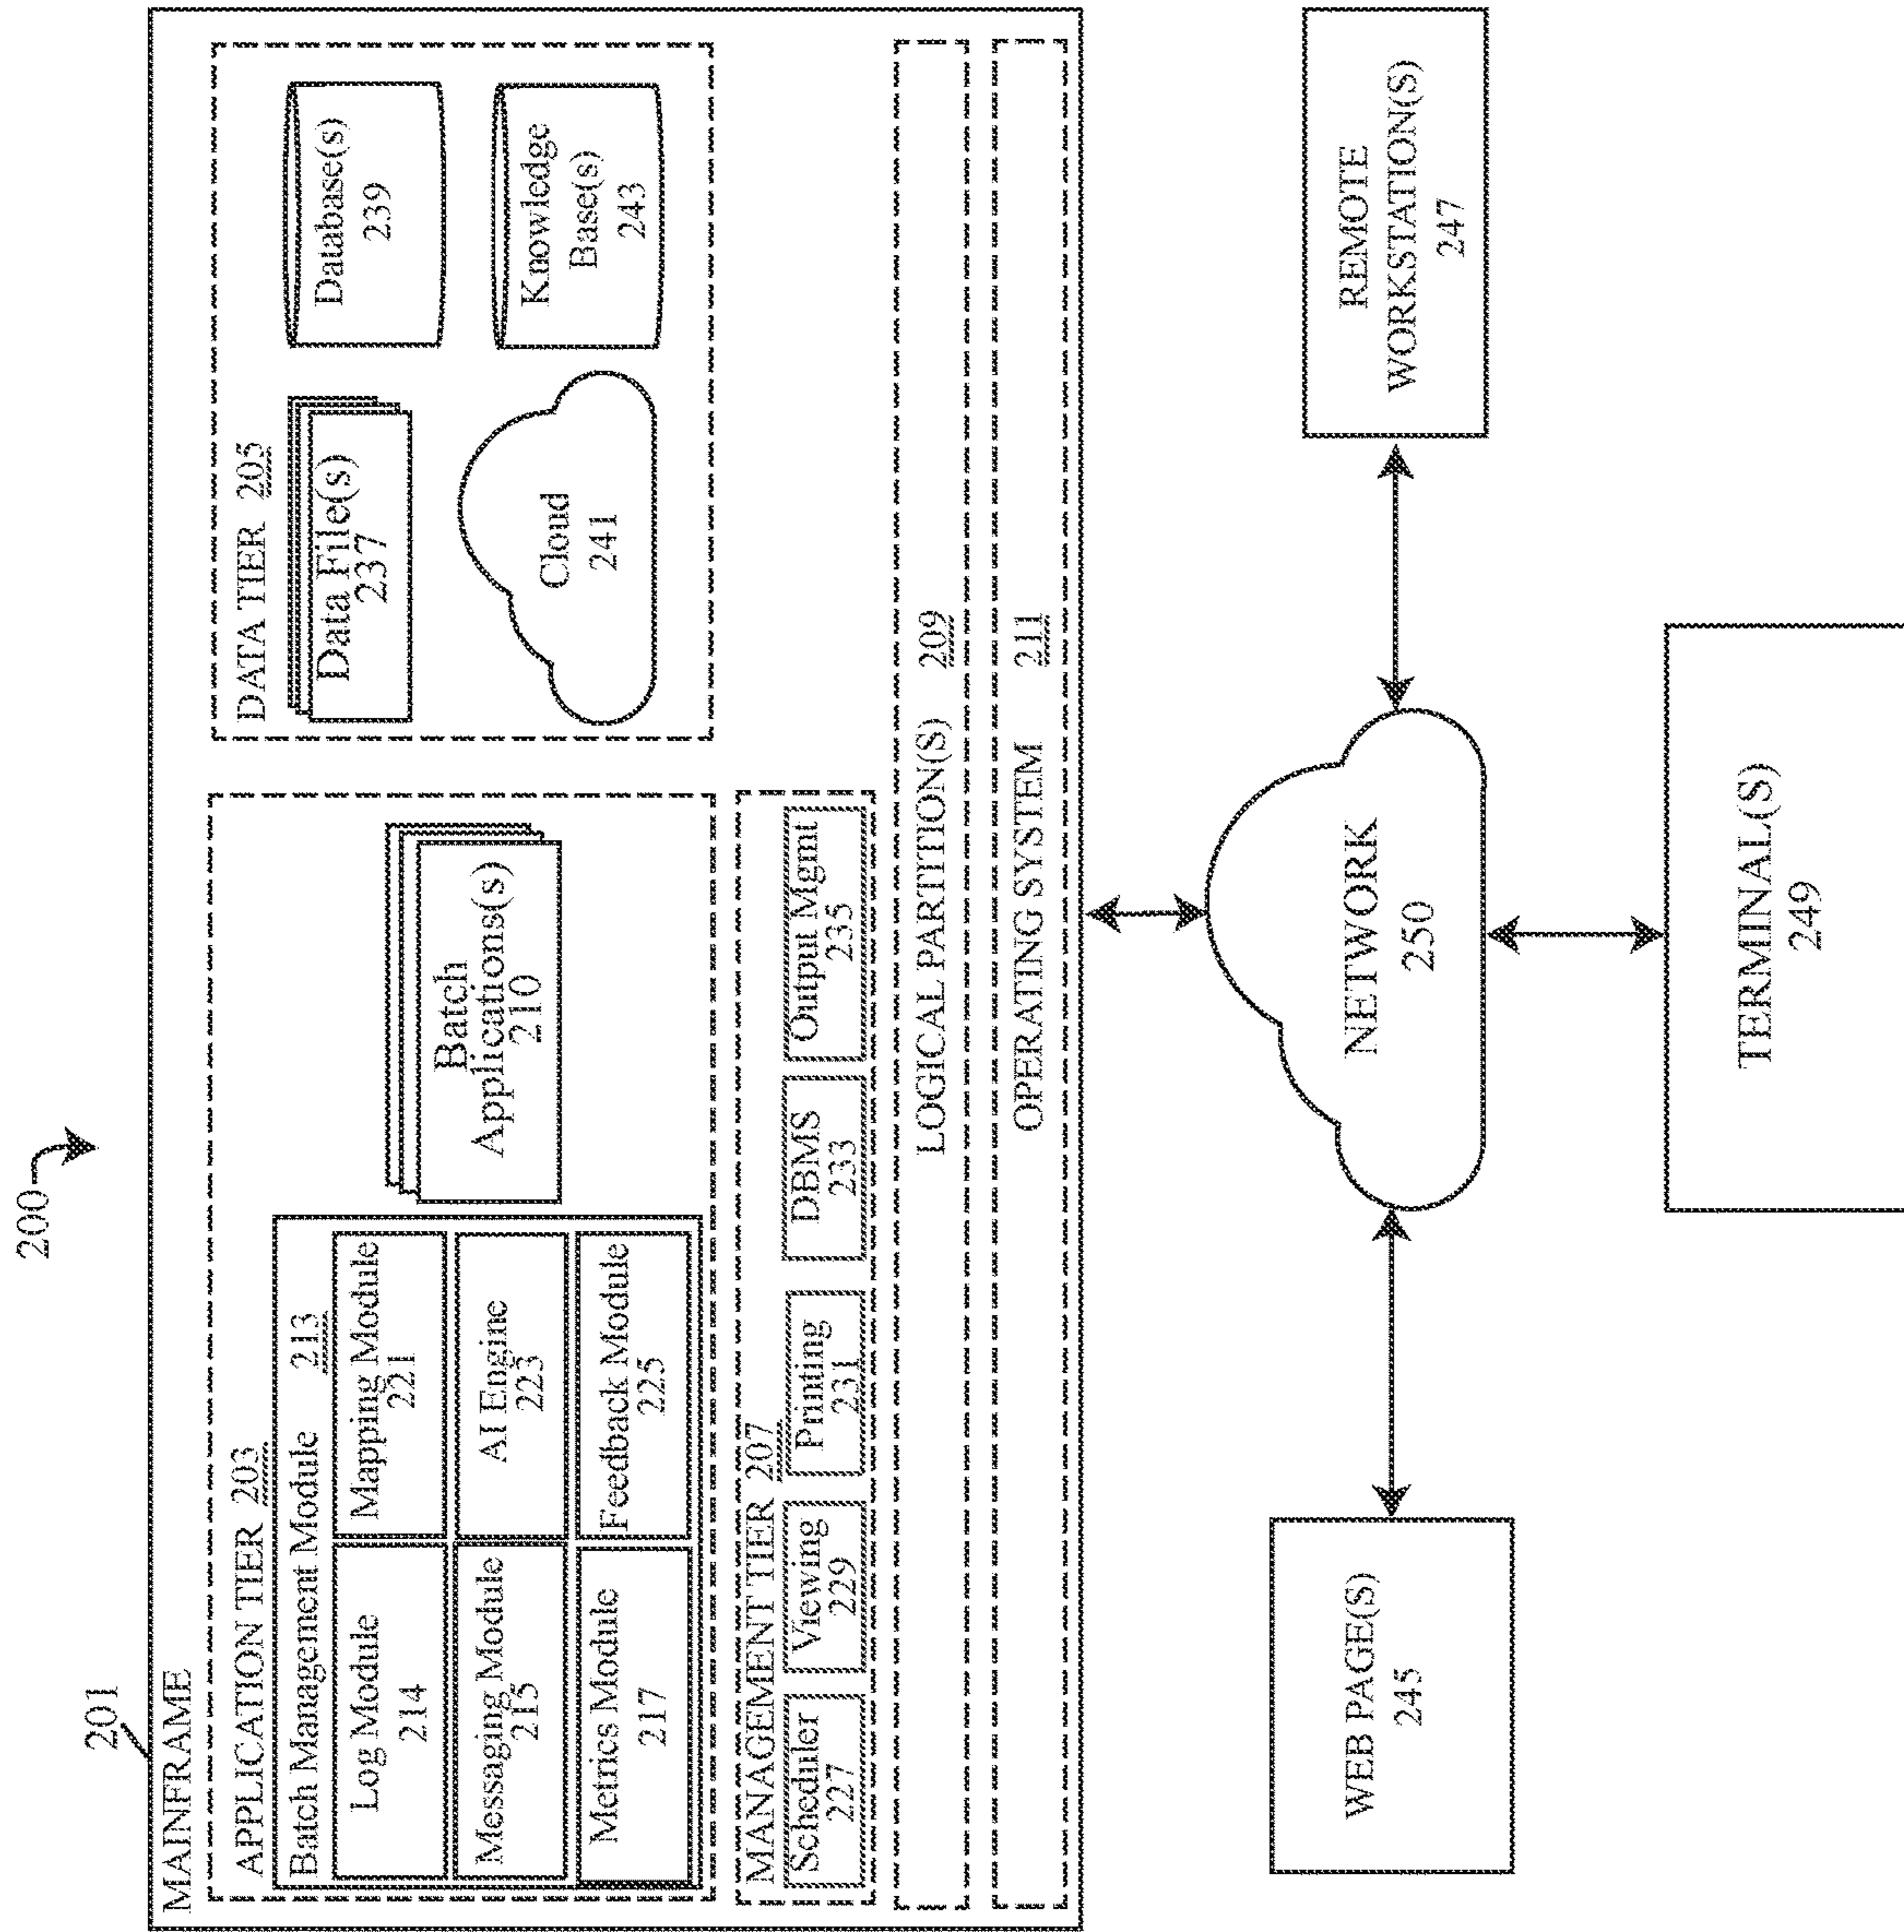 200
201
MAINFRAME
APPLICATION TIER 203
Batch Management Module 213
Log Module
214
Mapping Module
221
Messaging Module
215
AI Engine
223
Metrics Module
217
Feedback Module
225
Batch
Applications(s)
210
DATA TIER 205
Data File(s)
237
Database(s)
239
Cloud
241
Knowledge
Base(s)
243
MANAGEMENT TIER 207
Scheduler
227
Viewing
229
Printing
231
DBMS
233
Output Mgmt
235
LOGICAL PARTITION(S) 209
OPERATING SYSTEM 211
WEB PAGE(S)
245
NETWORK
250
REMOTE
WORKSTATION(S)
247
TERMINAL(S)
249